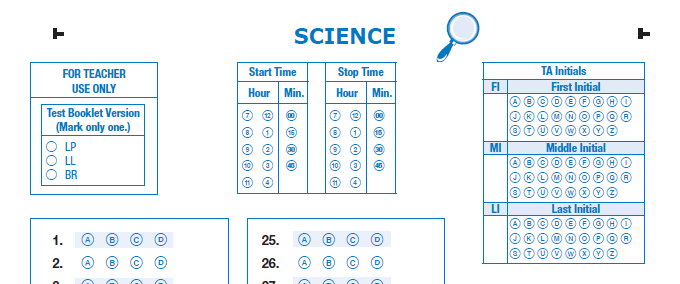 SCIENCE
FOR TEACHER
USE ONLY
Test Booklet Version
(Mark only one.)
LP
LL
BR
Start Time
Hour Min.
7 12 00
8 1 15
9 2 30
10 3 45
11 4
Stop Time
Hour Min.
7 12 00
8 1 15
9 2 30
10 3 45
11 4
TA Initials
FI First Initial
A B C D E F G H I
J K L M N O P Q R
S T U V W X Y Z
MI Middle Initial
A B C D E F G H I
J K L M N O P Q R
S T U V W X Y Z
LI Last Initial
A B C D E F G H I
J K L M N O P Q R
S T U V W X Y Z
1. A B C D
2. A B C D
25. A B C D
26. A B C D